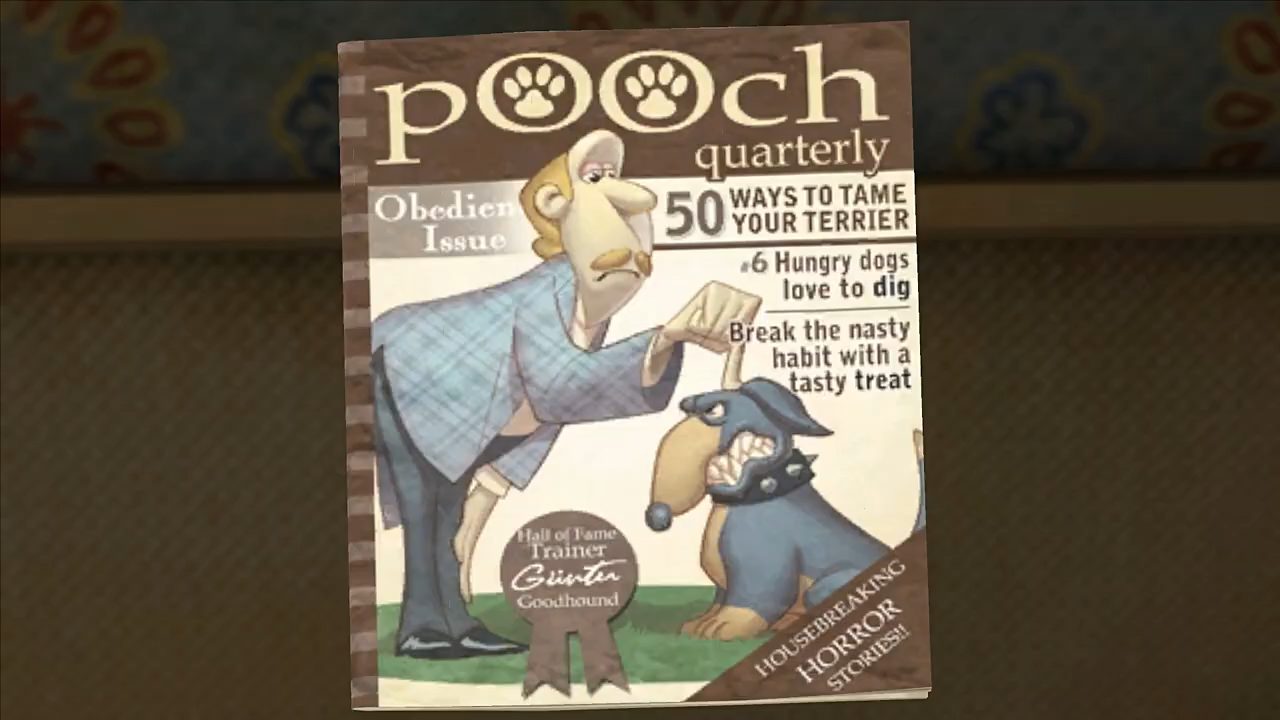 pOOch
quarterly
Obedien
Issue
50 WAYS TO TAME
YOUR TERRIER
#6 Hungry dogs
love to dig
Break the nasty
habit with a
tasty treat
Hall of Fame
Trainer
Günter
Goodhound
HOUSEBREAKING
HORROR
STORIES!!